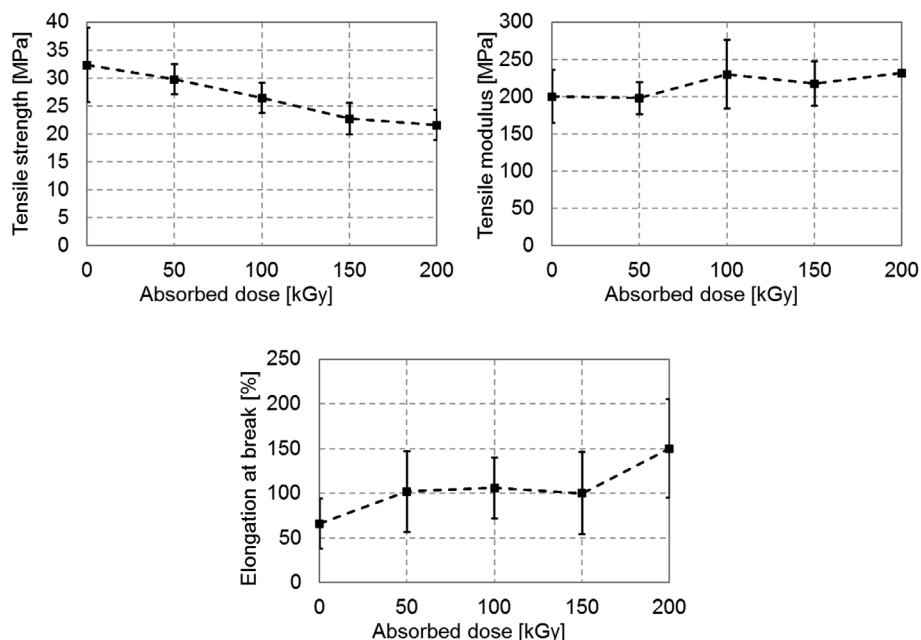 Tensile strength [MPa]
40
35
30
25
20
15
10
5
0
0 50 100 150 200
Absorbed dose [kGy]
Tensile modulus [MPa]
300
250
200
150
100
50
0
0 50 100 150 200
Absorbed dose [kGy]
Elongation at break [%]
250
200
150
100
50
0
0 50 100 150 200
Absorbed dose [kGy]